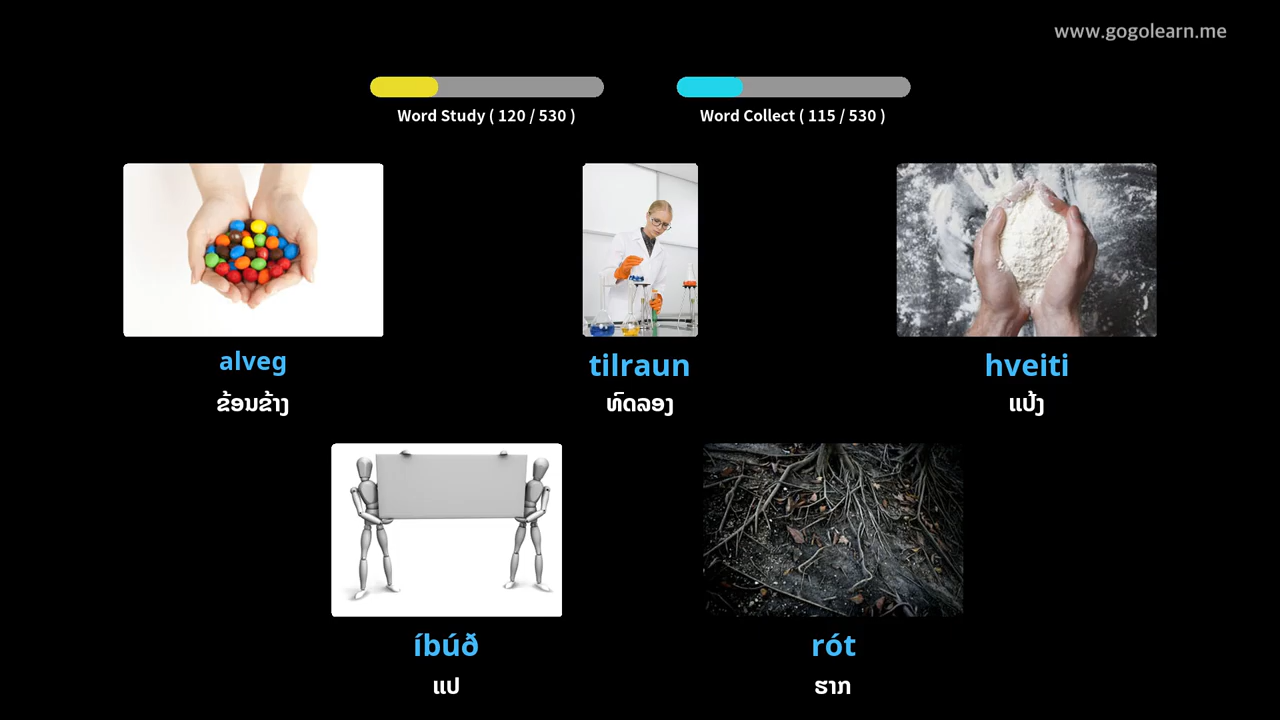 www.gogolearn.me
Word Study ( 120 / 530 )
Word Collect ( 115 / 530 )
alveg
ຂ້ອນຂ້າງ
tilraun
ທົດລອງ
hveiti
ແປ້ງ
íbúð
ແປ
rót
ຮາກ